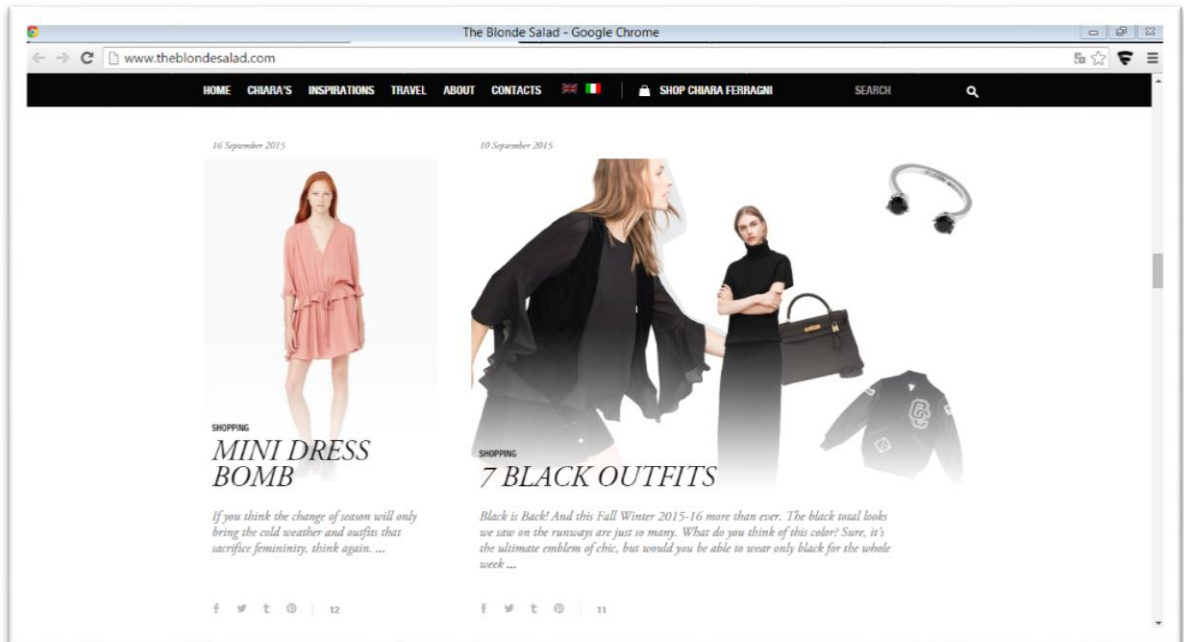 The Blonde Salad - Google Chrome
www.theblondesalad.com
HOME CHIARA'S INSPIRATIONS TRAVEL ABOUT CONTACTS SHOP CHIARA FERRAGNI SEARCH
16 September 2015
SHOPPING
MINI DRESS
BOMB
If you think the change of season will only
bring the cold weather and outfits that
sacrifice femininity, think again. ...
12
10 September 2015
SHOPPING
7 BLACK OUTFITS
Black is Back! And this Fall Winter 2015-16 more than ever. The black total looks
we saw on the runways are just so many. What do you think of this color? Sure, it's
the ultimate emblem of chic, but would you be able to wear only black for the whole
week ...
11